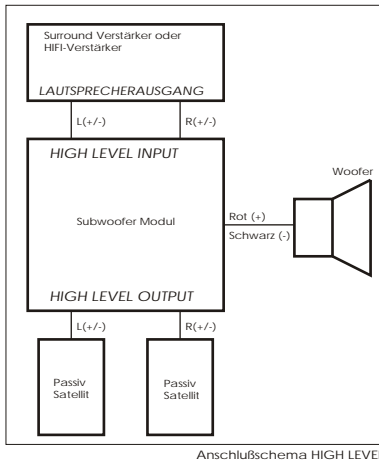 Surround Verstärker oder
HIFI-Verstärker
LAUTSPRECHERAUSGANG
L(+/-)
R(+/-)
HIGH LEVEL INPUT
Woofer
Subwoofer Modul
Rot (+)
Schwarz (-)
HIGH LEVEL OUTPUT
L(+/-)
R(+/-)
Passiv
Satellit
Passiv
Satellit
Anschlußschema HIGH LEVEL